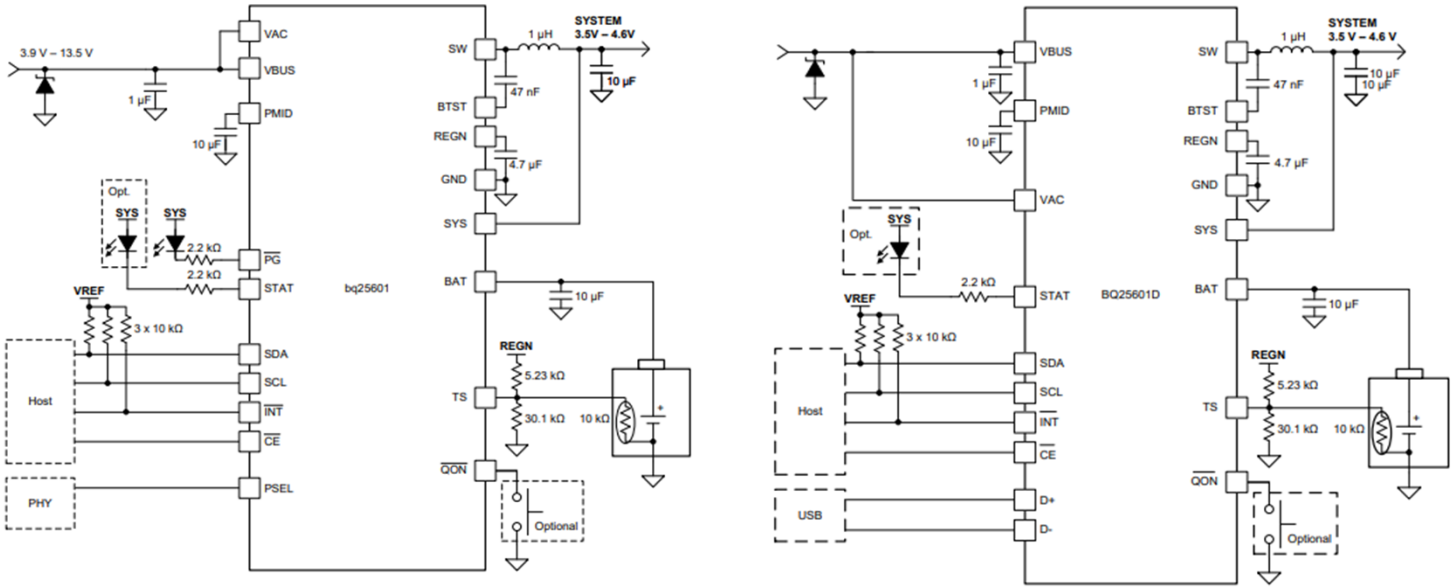 VAC
SYSTEM
3.5V – 4.6V
1 µH
SW
3.9 V – 13.5 V
VBUS
10 µF
1 µF
47 nF
BTST
PMID
REGN
10 µF
4.7 µF
GND
Opt.
SYS
SYS
SYS
2.2 kΩ
PG
2.2 kΩ
STAT
bq25601
BAT
VREF
10 µF
3 x 10 kΩ
REGN
SDA
5.23 kΩ
SCL
TS
Host
INT
30.1 kΩ
10 kΩ
+
CE
QON
PSEL
PHY
Optional
SYSTEM
3.5 V – 4.6 V
1 µH
VBUS
SW
10 µF
10 µF
1 µF
47 nF
PMID
BTST
10 µF
REGN
4.7 µF
GND
VAC
SYS
Opt.
SYS
2.2 kΩ
STAT
BQ25601D
BAT
VREF
10 µF
3 x 10 kΩ
REGN
SDA
5.23 kΩ
SCL
TS
Host
INT
30.1 kΩ
10 kΩ
+
CE
QON
D+
USB
D-
Optional